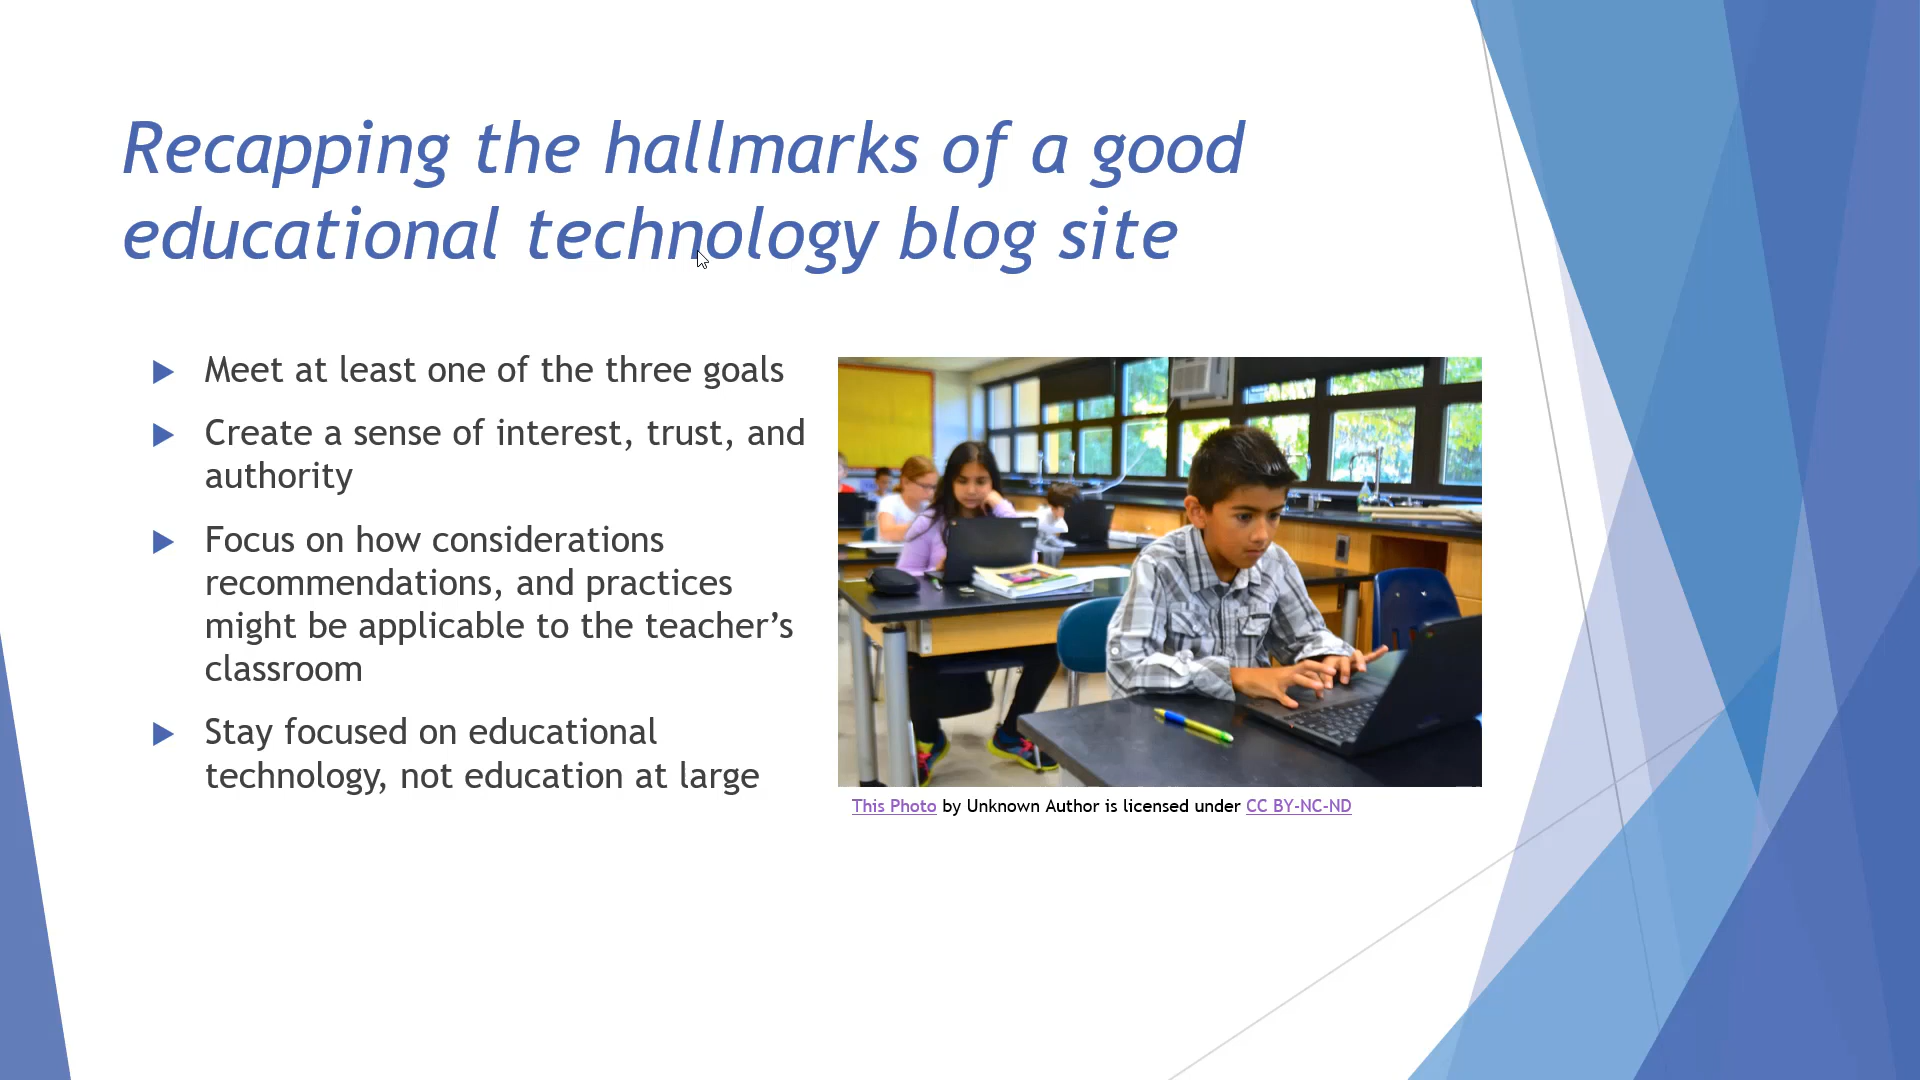 Recapping the hallmarks of a good
educational technology blog site
Meet at least one of the three goals
Create a sense of interest, trust, and
authority
Focus on how considerations
recommendations, and practices
might be applicable to the teacher’s
classroom
Stay focused on educational
technology, not education at large
This Photo by Unknown Author is licensed under CC BY-NC-ND